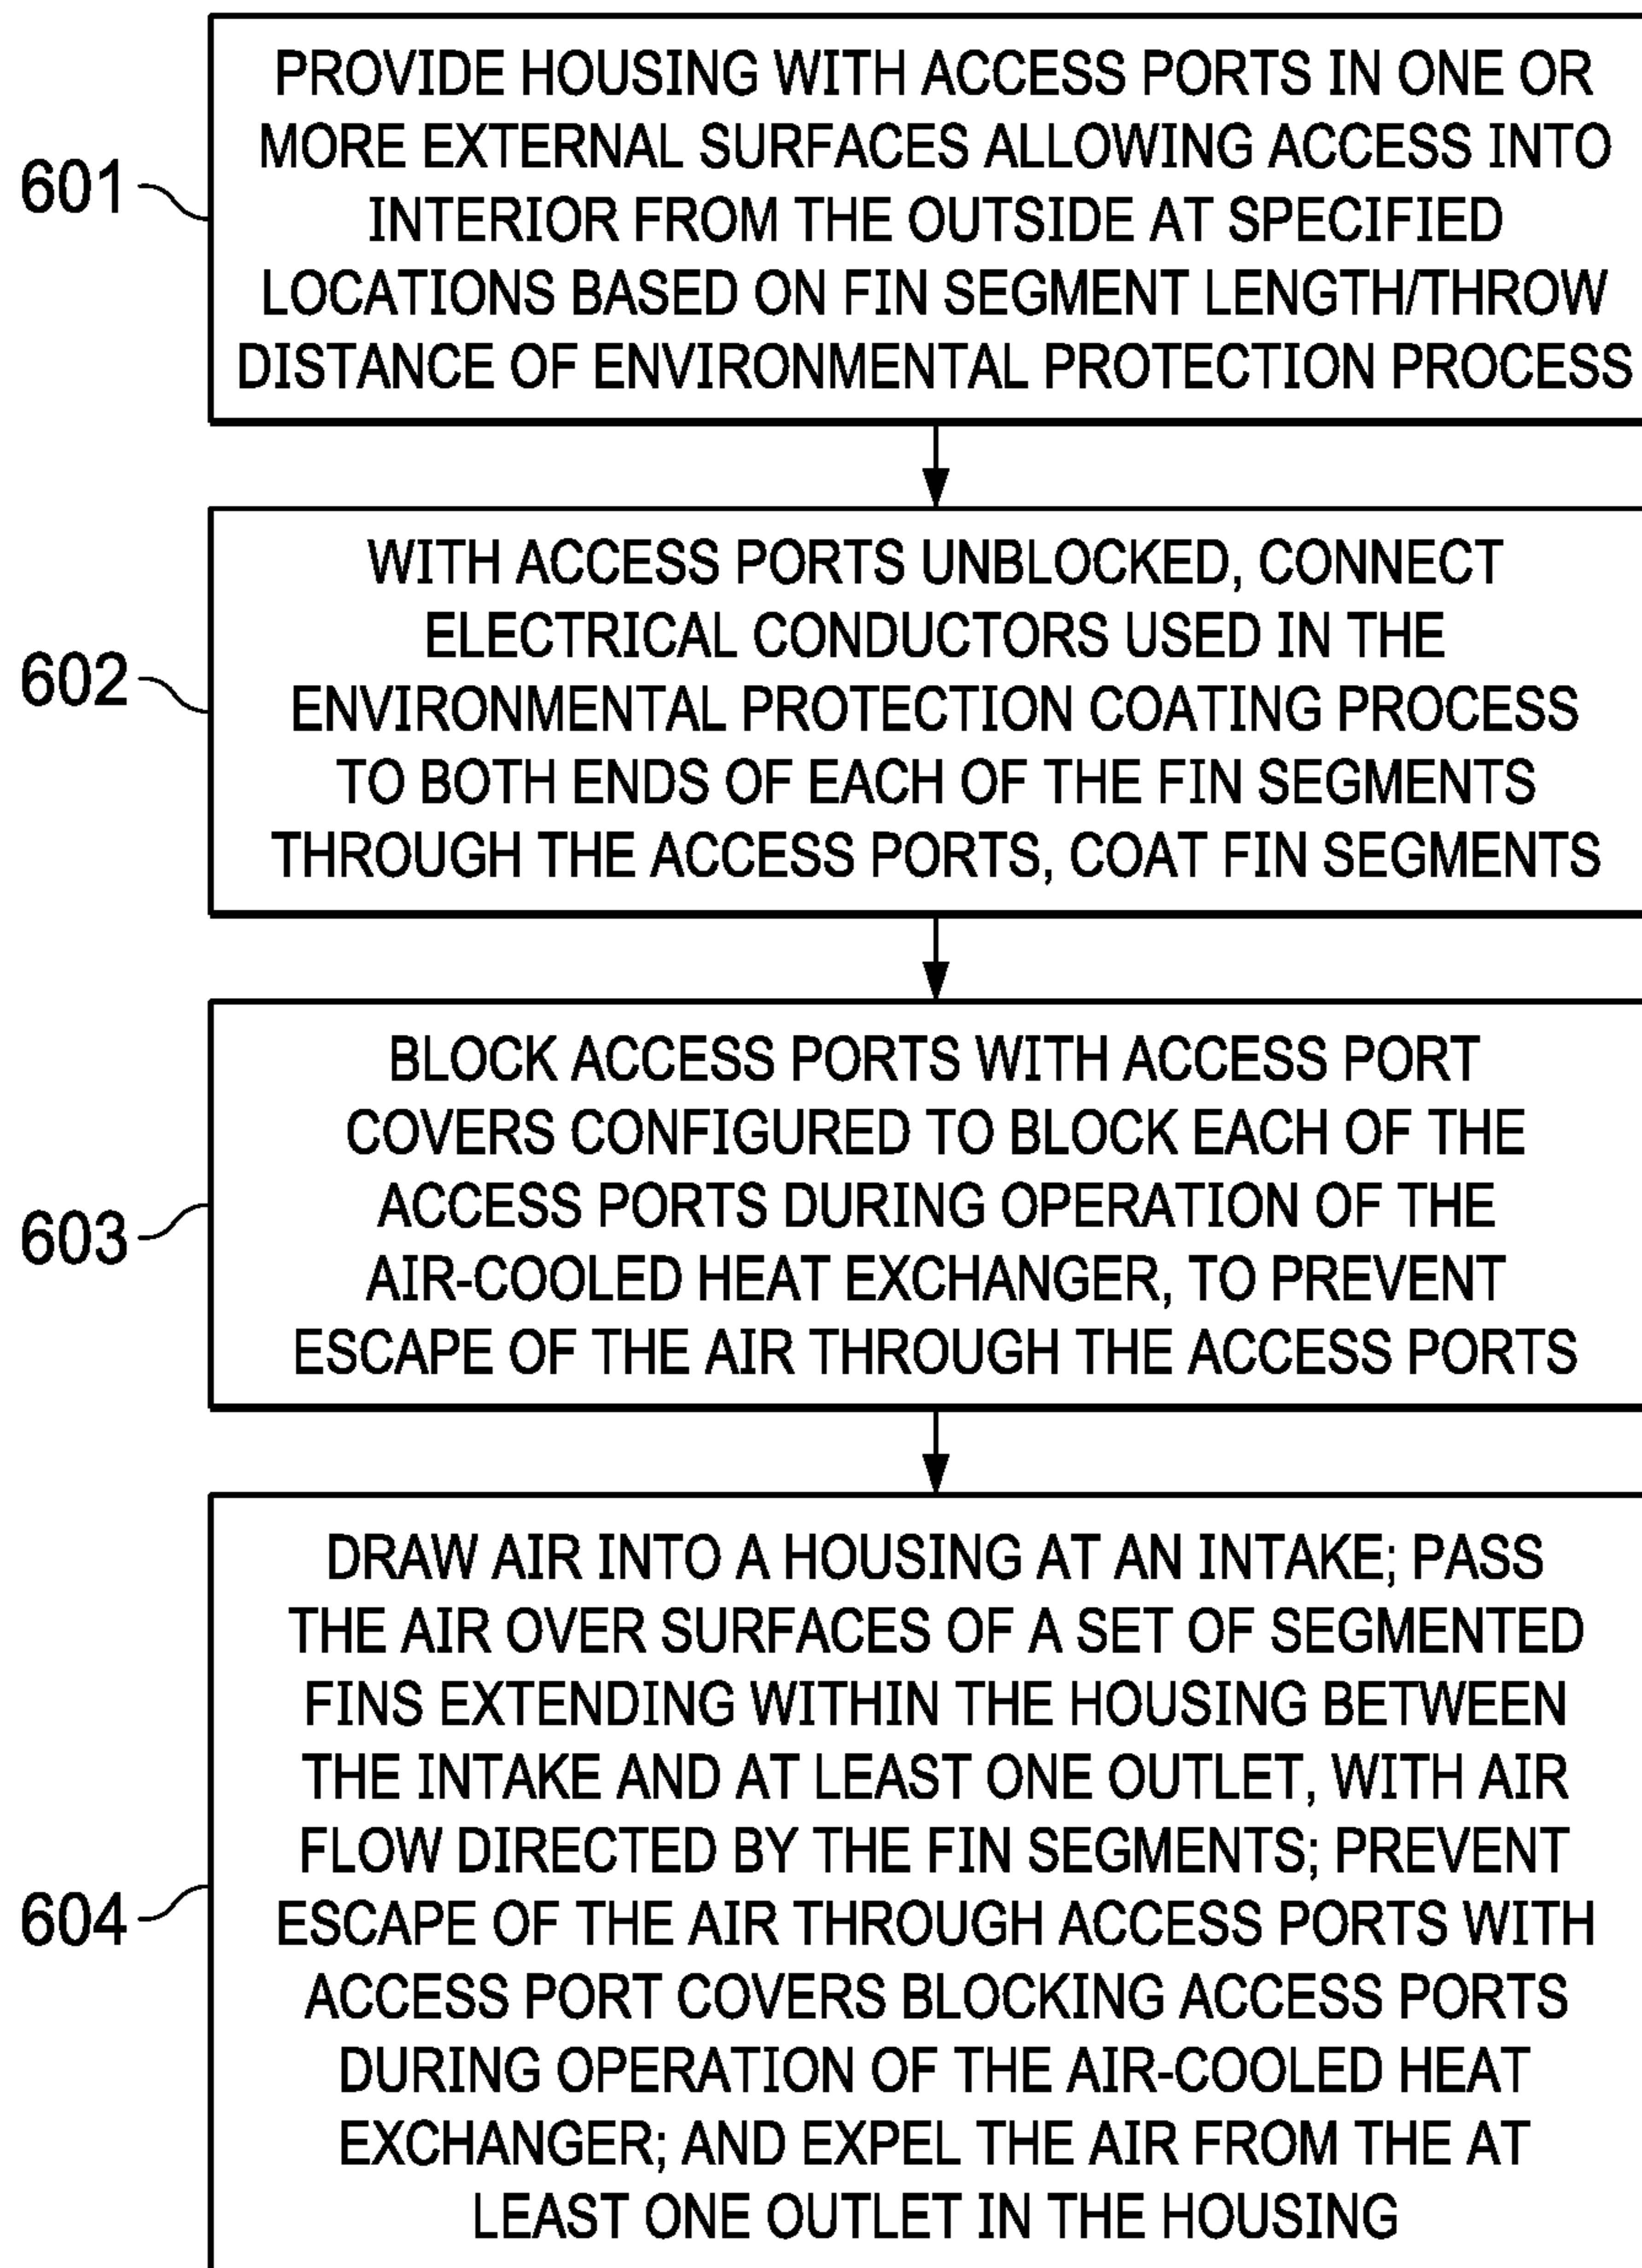 PROVIDE HOUSING WITH ACCESS PORTS IN ONE OR
MORE EXTERNAL SURFACES ALLOWING ACCESS INTO
601
INTERIOR FROM THE OUTSIDE AT SPECIFIED
LOCATIONS BASED ON FIN SEGMENT LENGTH/THROW
DISTANCE OF ENVIRONMENTAL PROTECTION PROCESS
WITH ACCESS PORTS UNBLOCKED, CONNECT
ELECTRICAL CONDUCTORS USED IN THE
602
ENVIRONMENTAL PROTECTION COATING PROCESS
TO BOTH ENDS OF EACH OF THE FIN SEGMENTS
THROUGH THE ACCESS PORTS, COAT FIN SEGMENTS
BLOCK ACCESS PORTS WITH ACCESS PORT
COVERS CONFIGURED TO BLOCK EACH OF THE
ACCESS PORTS DURING OPERATION OF THE
603
AIR-COOLED HEAT EXCHANGER, TO PREVENT
ESCAPE OF THE AIR THROUGH THE ACCESS PORTS
DRAW AIR INTO A HOUSING AT AN INTAKE; PASS
THE AIR OVER SURFACES OF A SET OF SEGMENTED
FINS EXTENDING WITHIN THE HOUSING BETWEEN
THE INTAKE AND AT LEAST ONE OUTLET, WITH AIR
FLOW DIRECTED BY THE FIN SEGMENTS; PREVENT
604
ESCAPE OF THE AIR THROUGH ACCESS PORTS WITH
ACCESS PORT COVERS BLOCKING ACCESS PORTS
DURING OPERATION OF THE AIR-COOLED HEAT
EXCHANGER; AND EXPEL THE AIR FROM THE AT
LEAST ONE OUTLET IN THE HOUSING